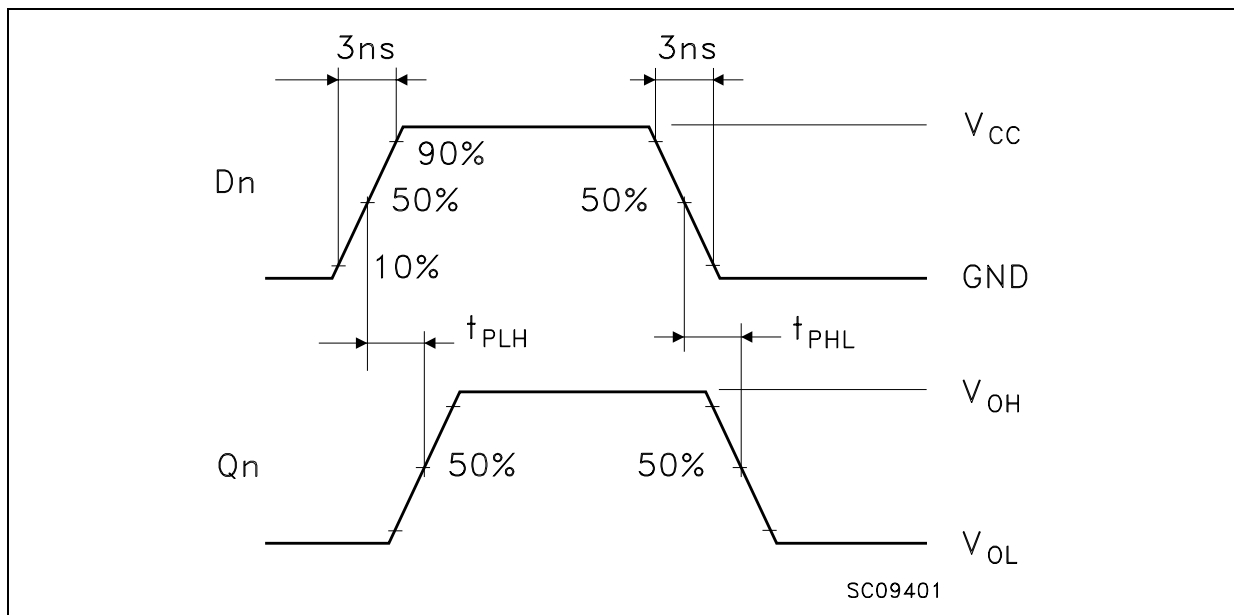 3ns 3ns
V_CC
90%
Dn 50% 50%
10% GND
t_PLH t_PHL
V_OH
Qn 50% 50%
V_OL
SC09401